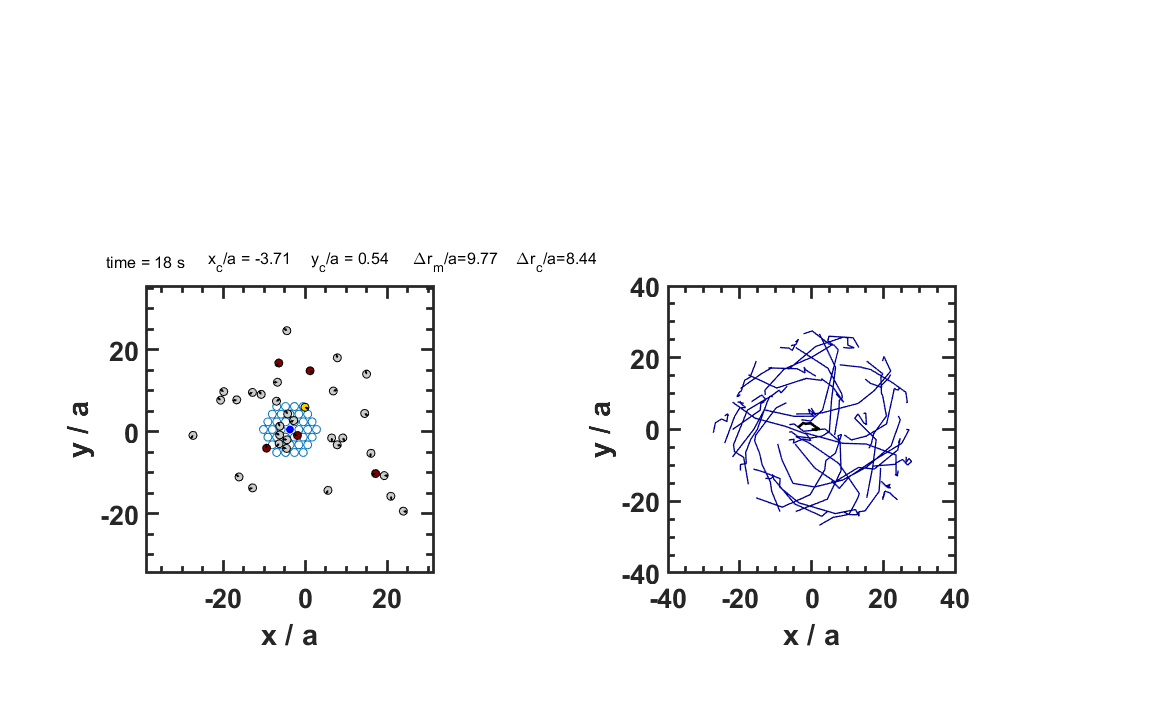 time = 18 s x_c/a = -3.71 y_c/a = 0.54 Δr_m/a=9.77 Δr_c/a=8.44
20
0
-20
y / a
-20 0 20
x / a
40
20
0
-20
-40
y / a
-40 -20 0 20 40
x / a